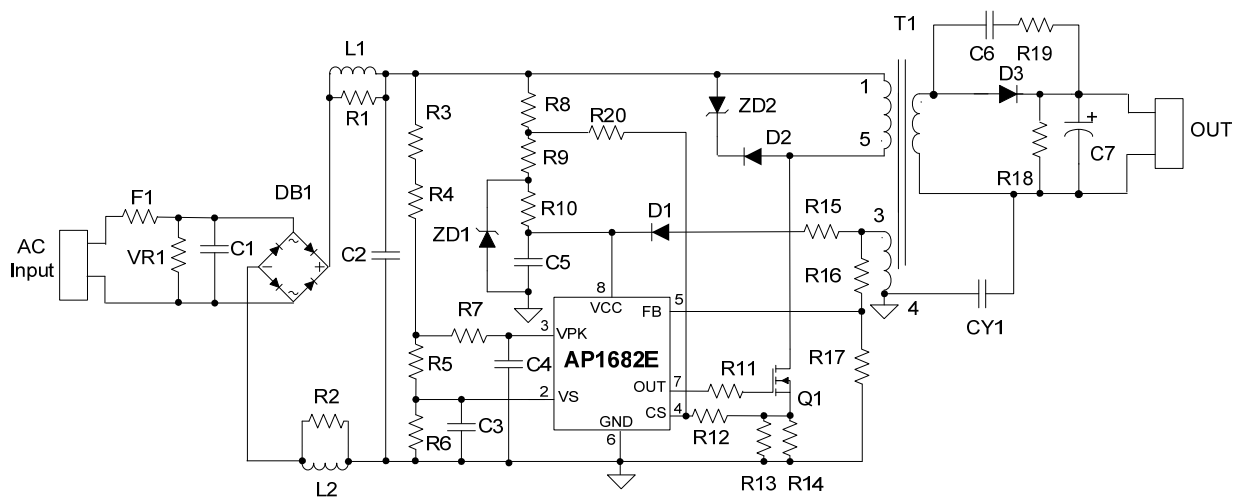 T1
L1
C6
R19
R1
R3
R8
R20
ZD2
1
D3
+
OUT
D2
5
C7
R9
R18
F1
DB1
R4
R10
D1
R15
3
AC
Input
VR1
C1
~
-
+
~
C2
ZD1
C5
R16
4
CY1
8
VCC
R7
3
VPK
FB
5
AP1682E
R5
C4
R11
R17
2
VS
OUT
7
Q1
R2
CS
4
GND
R12
R6
C3
6
L2
R13
R14